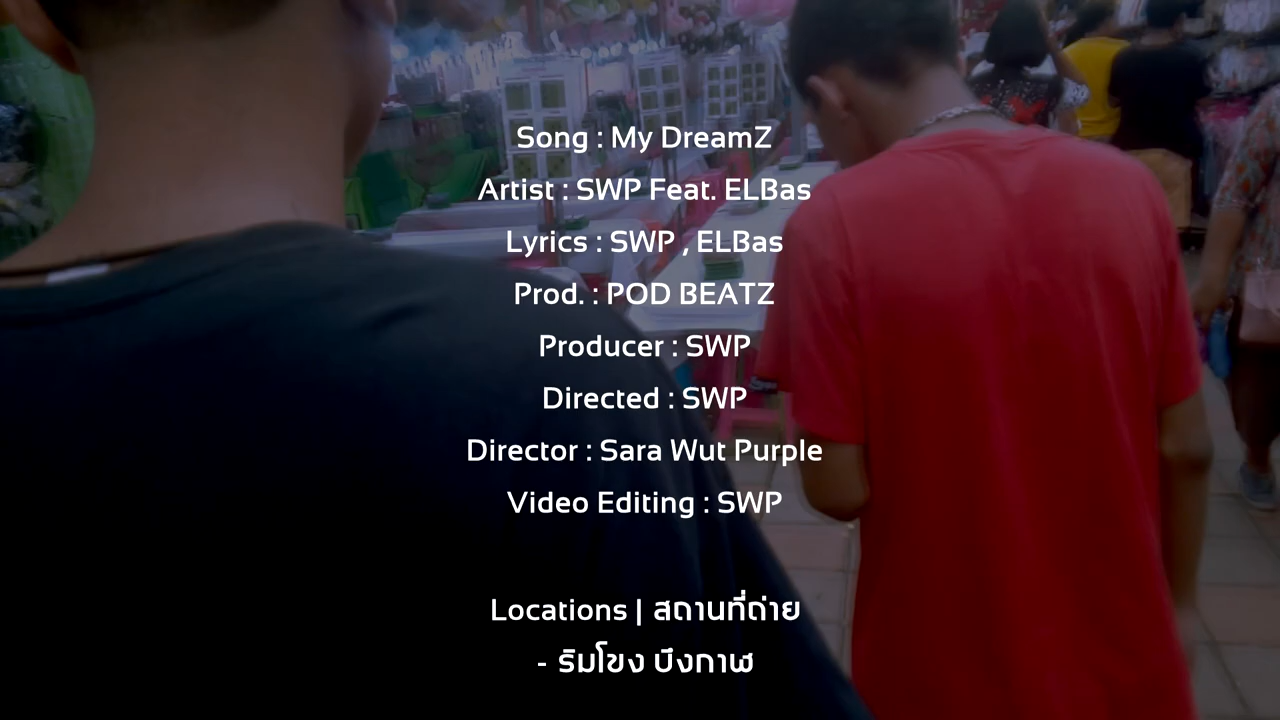 Song : My DreamZ
Artist : SWP Feat. ELBas
Lyrics : SWP , ELBas
Prod. : POD BEATZ
Producer : SWP
Directed : SWP
Director : Sara Wut Purple
Video Editing : SWP
Locations | สถานที่ถ่าย
- ริมโขง บึงกาฬ